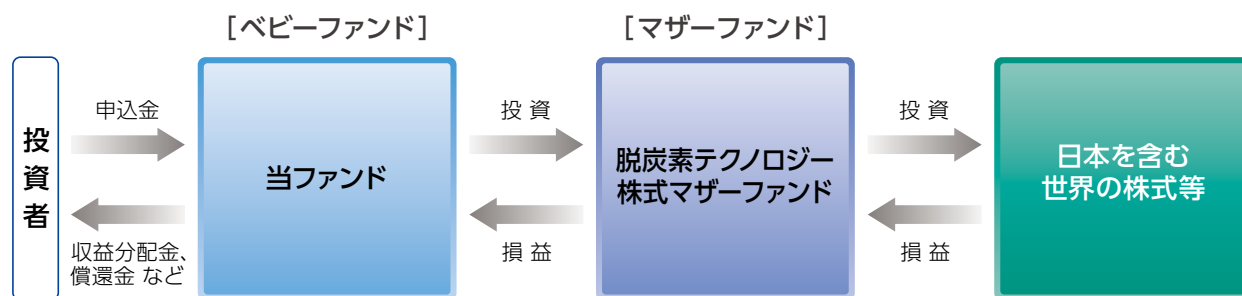 [ベビーファンド]
[マザーファンド]
投資者
申込金
収益分配金、
償還金 など
当ファンド
投 資
損 益
脱炭素テクノロジー
株式マザーファンド
投 資
損 益
日本を含む
世界の株式等